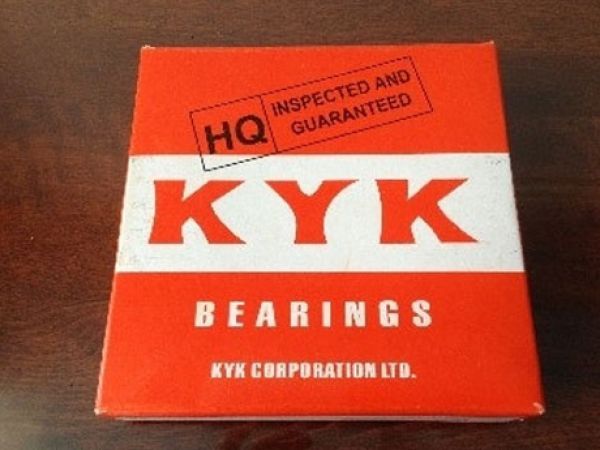 HQ
INSPECTED AND
GUARANTEED
KYK
BEARINGS
KYK CORPORATION LTD.